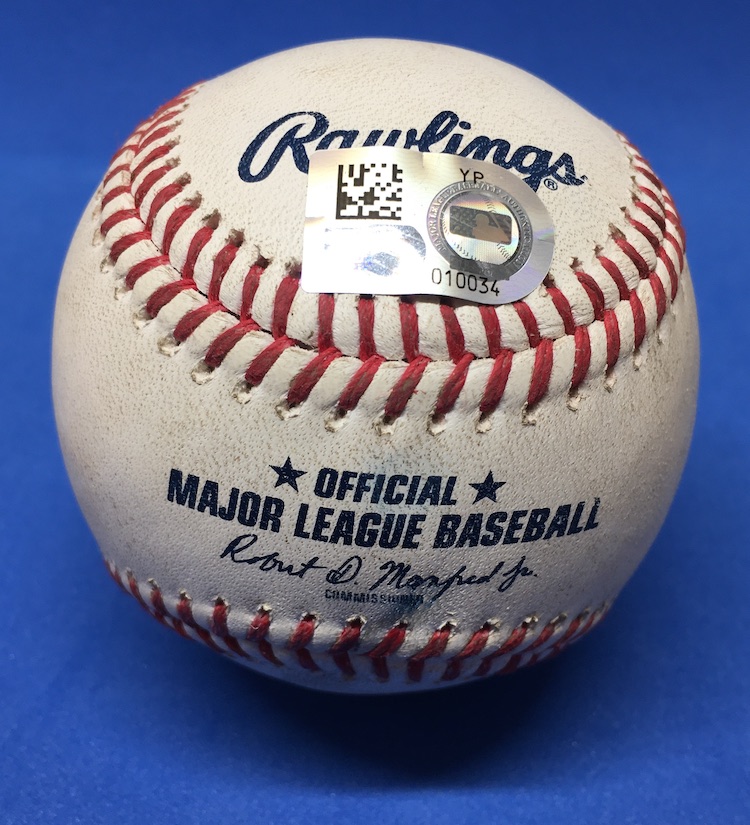 Rawlings®
YP
010034
★ OFFICIAL ★
MAJOR LEAGUE BASEBALL
Robert D. Manfred Jr.
COMMISSIONER